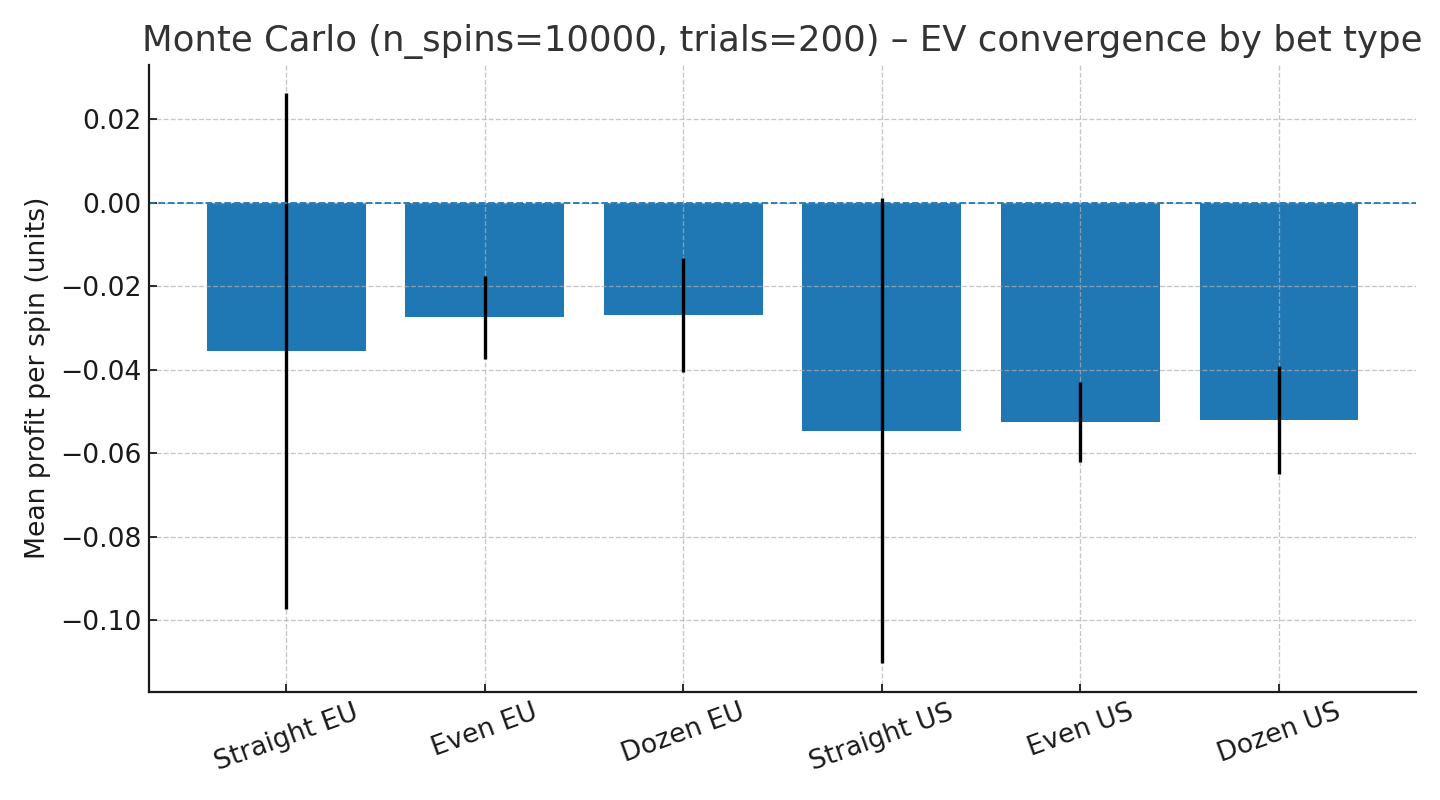 Monte Carlo (n_spins=10000, trials=200) – EV convergence by bet type
Mean profit per spin (units)
0.02
0.00
−0.02
−0.04
−0.06
−0.08
−0.10
Straight EU
Even EU
Dozen EU
Straight US
Even US
Dozen US